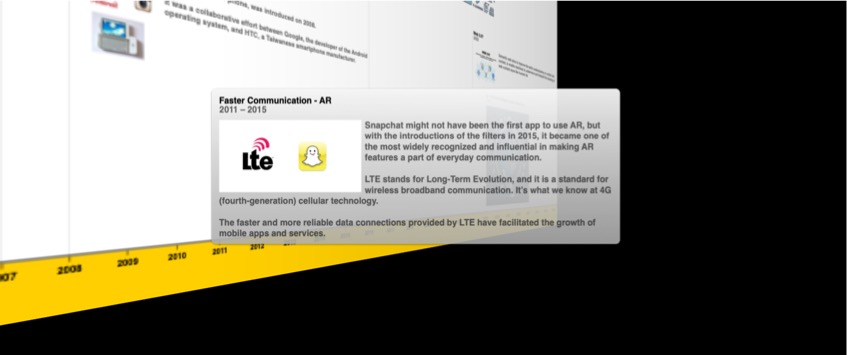 phone, was introduced on 2008.
It was a collaborative effort between Google, the developer of the Android
operating system, and HTC, a Taiwanese smartphone manufacturer.
Faster Communication - AR
2011 – 2015
Snapchat might not have been the first app to use AR, but
with the introductions of the filters in 2015, it became one of
the most widely recognized and influential in making AR
features a part of everyday communication.
Lte
LTE stands for Long-Term Evolution, and it is a standard for
wireless broadband communication. It's what we know at 4G
(fourth-generation) cellular technology.
The faster and more reliable data connections provided by LTE have facilitated the growth of
mobile apps and services.
07
2008
2009
2010
2011
2012